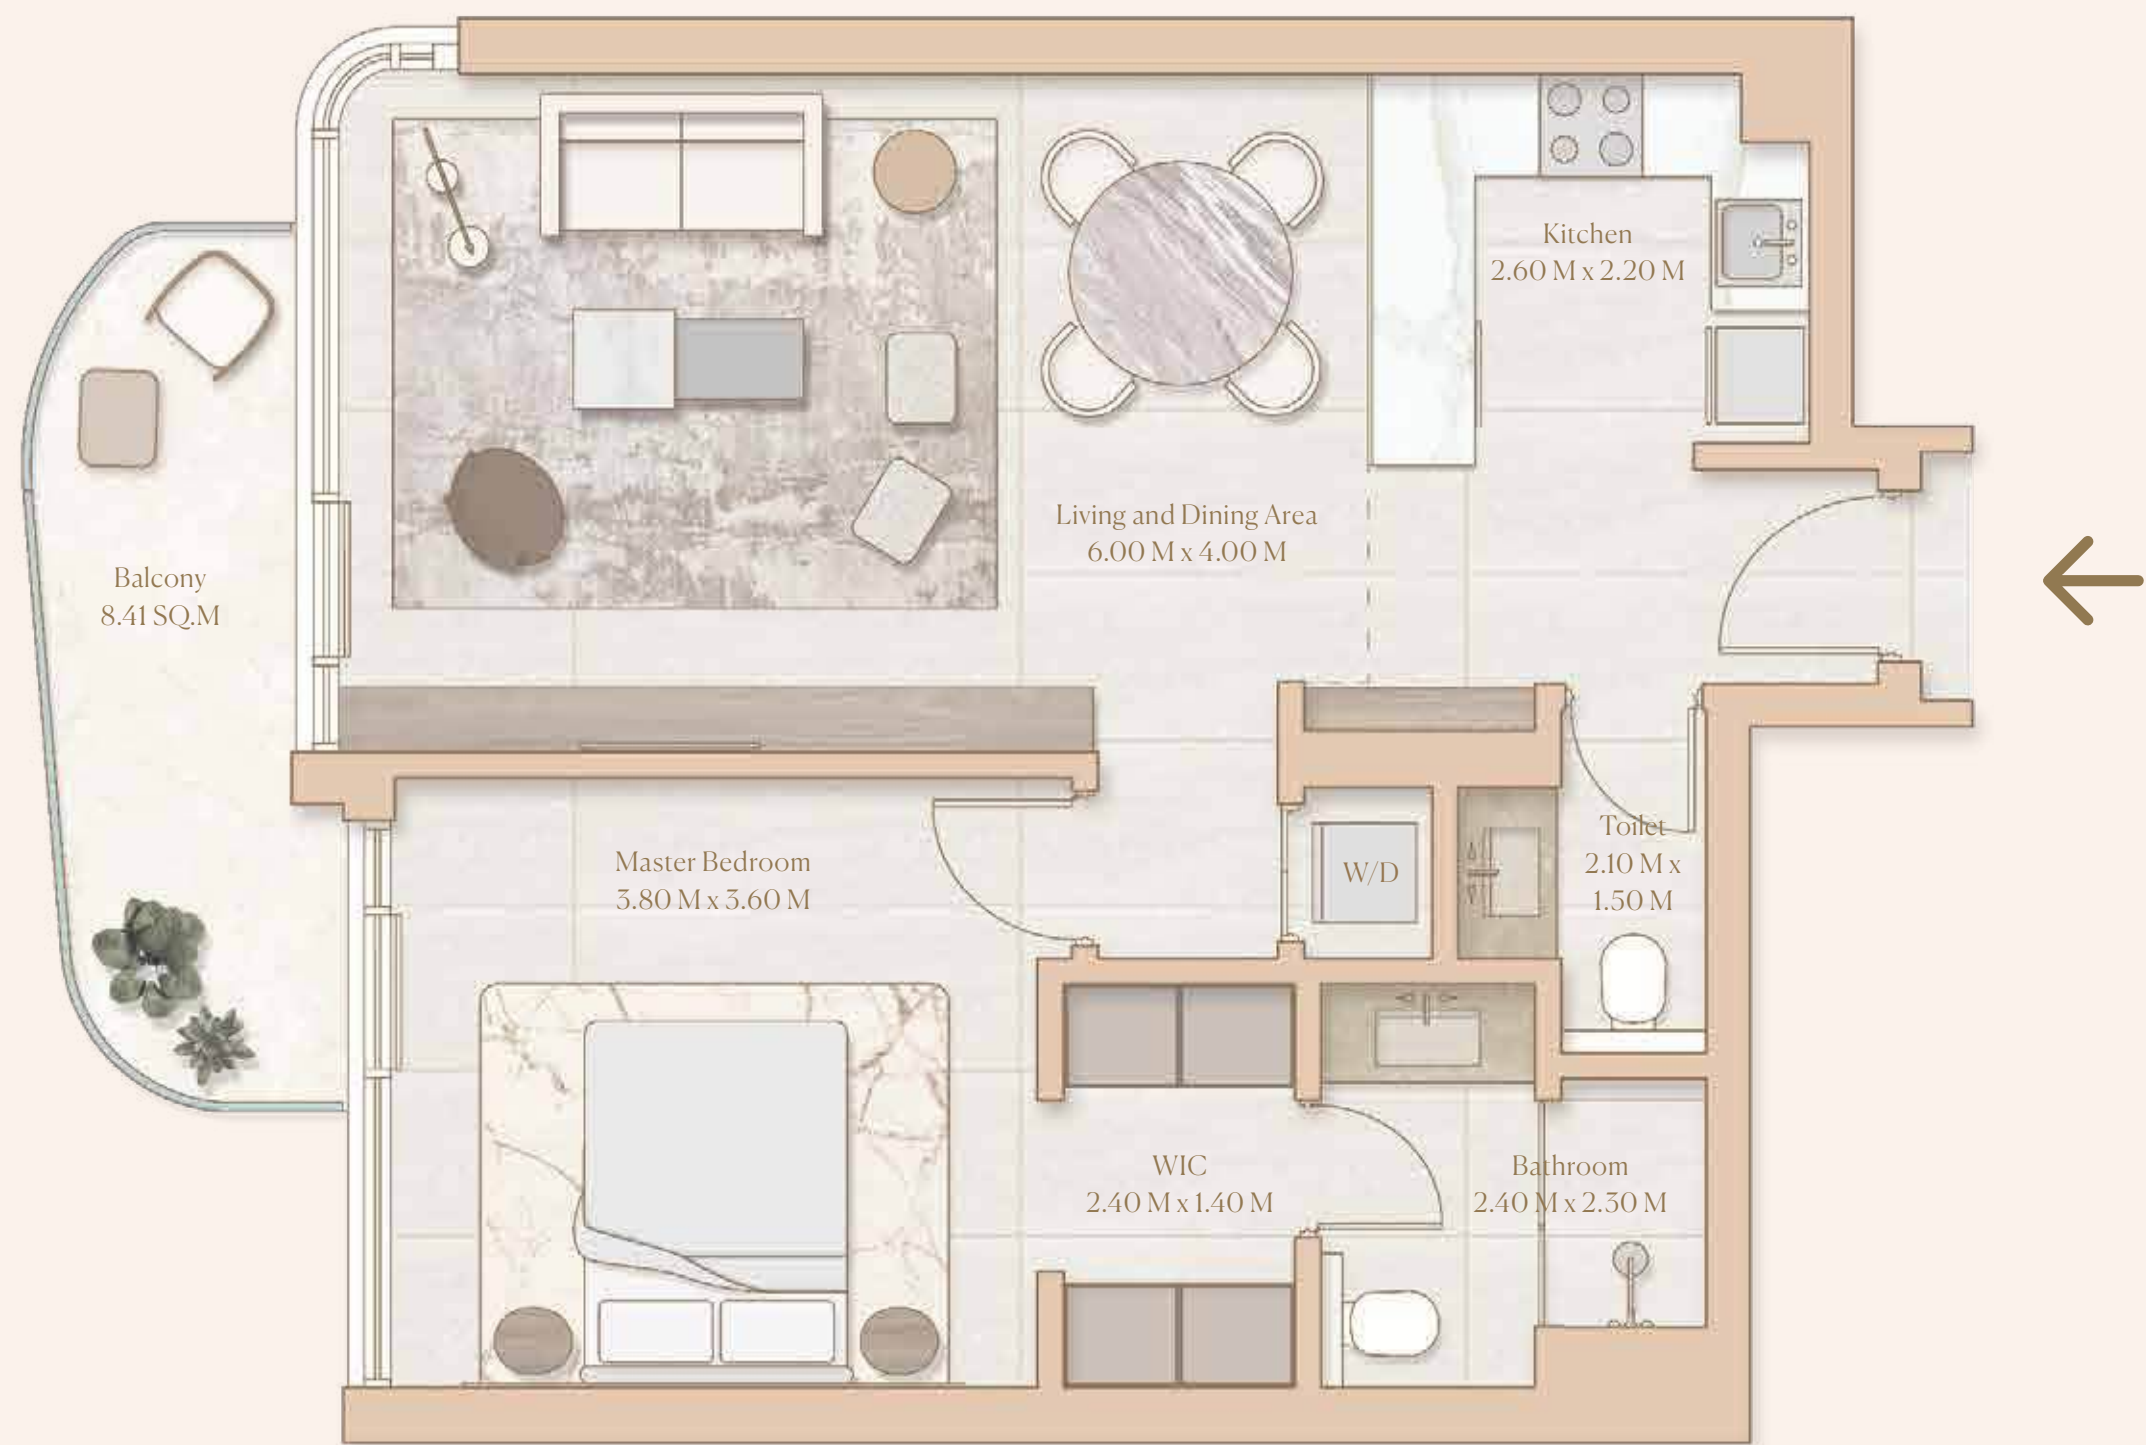 Kitchen
2.60 M x 2.20 M
Living and Dining Area
6.00 M x 4.00 M
Balcony
8.41 SQ.M
Master Bedroom
3.80 M x 3.60 M
W/D
Toilet
2.10 M x
1.50 M
WIC
2.40 M x 1.40 M
Bathroom
2.40 M x 2.30 M